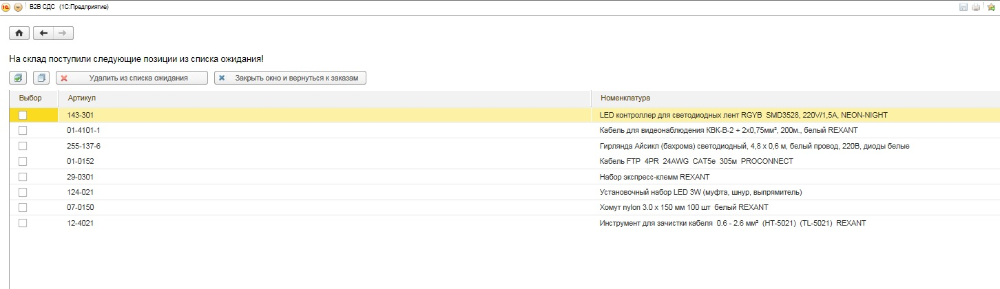 1С B2B СДС (1С:Предприятие)
На склад поступили следующие позиции из списка ожидания!
Удалить из списка ожидания Закрыть окно и вернуться к заказам
Выбор Артикул Номенклатура
143-301 LED контроллер для светодиодных лент RGYB SMD3528, 220V/1,5A, NEON-NIGHT
01-4101-1 Кабель для видеонаблюдения КВК-В-2 + 2х0,75мм², 200м., белый REXANT
255-137-6 Гирлянда Айсикл (бахрома) светодиодный, 4,8 х 0,6 м, белый провод, 220В, диоды белые
01-0152 Кабель FTP 4PR 24AWG CAT5e 305м PROCONNECT
29-0301 Набор экспресс-клемм REXANT
124-021 Установочный набор LED 3W (муфта, шнур, выпрямитель)
07-0150 Хомут nylon 3.0 х 150 мм 100 шт белый REXANT
12-4021 Инструмент для зачистки кабеля 0.6 - 2.6 мм² (HT-5021) (TL-5021) REXANT